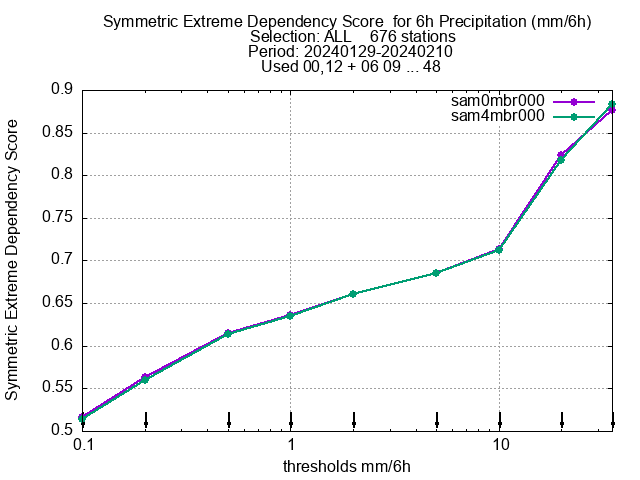 Symmetric Extreme Dependency Score  for 6h Precipitation (mm/6h)
Selection: ALL    676 stations
Period: 20240129-20240210
Used 00,12 + 06 09 ... 48
sam0mbr000
sam4mbr000
Symmetric Extreme Dependency Score
0.9
0.85
0.8
0.75
0.7
0.65
0.6
0.55
0.5
0.1
1
10
thresholds mm/6h